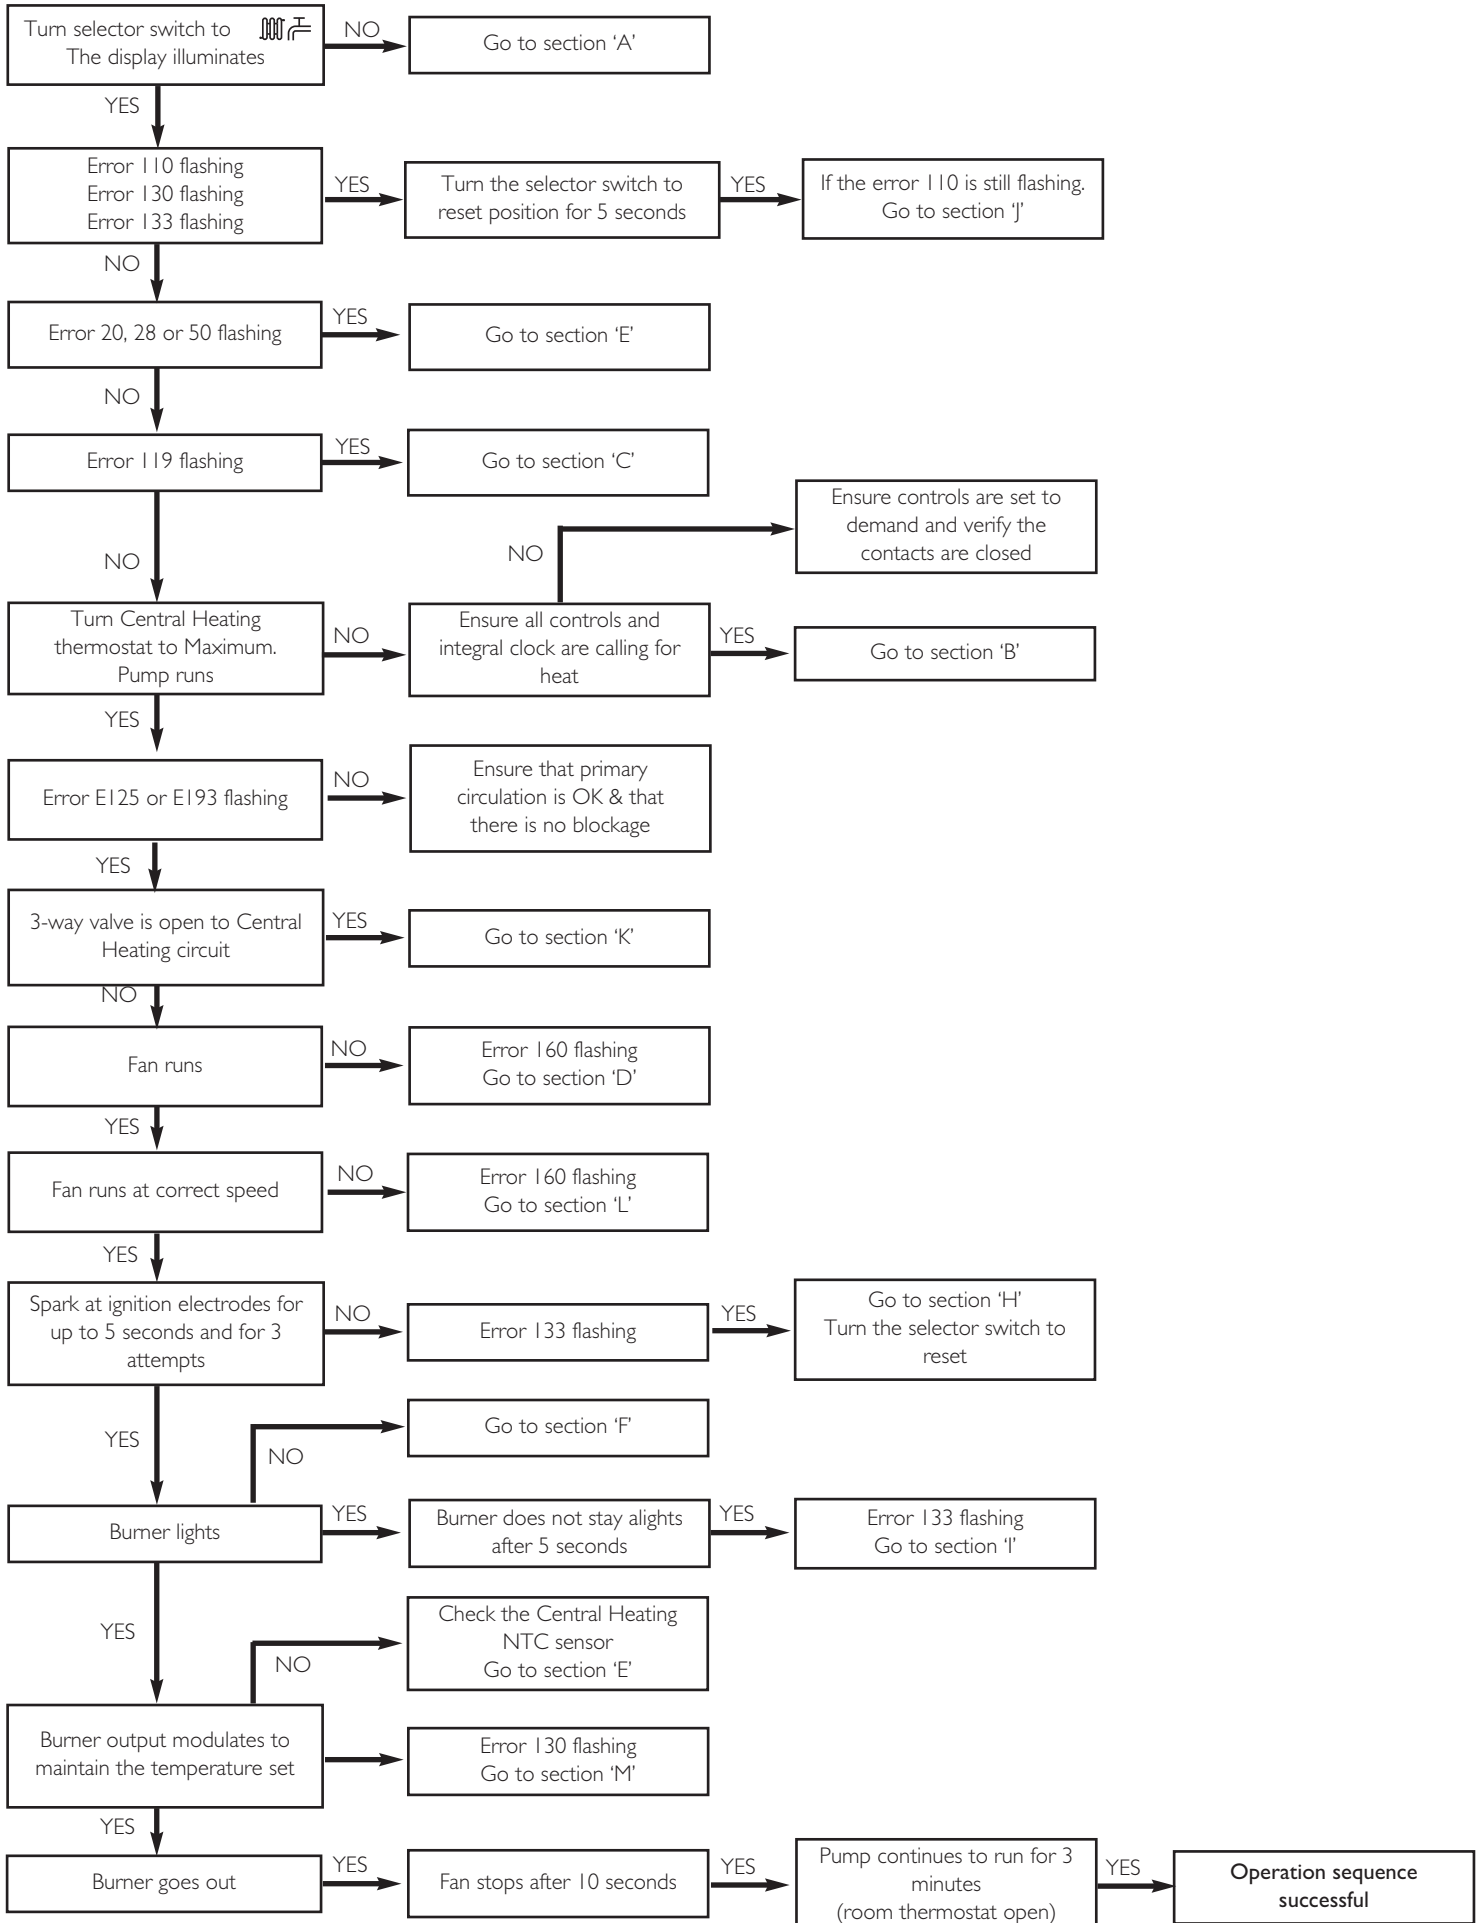 Turn selector switch to
The display illuminates
NO
Go to section ‘A’
YES
Error 110 flashing
Error 130 flashing
Error 133 flashing
YES
Turn the selector switch to
reset position for 5 seconds
YES
If the error 110 is still flashing.
Go to section ‘J’
NO
Error 20, 28 or 50 flashing
YES
Go to section ‘E’
NO
Error 119 flashing
YES
Go to section ‘C’
NO
Turn Central Heating
thermostat to Maximum.
Pump runs
NO
Ensure all controls and
integral clock are calling for
heat
NO
Ensure controls are set to
demand and verify the
contacts are closed
YES
Go to section ‘B’
YES
Error E125 or E193 flashing
NO
Ensure that primary
circulation is OK & that
there is no blockage
YES
3-way valve is open to Central
Heating circuit
YES
Go to section ‘K’
NO
Fan runs
NO
Error 160 flashing
Go to section ‘D’
YES
Fan runs at correct speed
NO
Error 160 flashing
Go to section ‘L’
YES
Spark at ignition electrodes for
up to 5 seconds and for 3
attempts
NO
Error 133 flashing
YES
Go to section ‘H’
Turn the selector switch to
reset
YES
NO
Go to section ‘F’
Burner lights
YES
Burner does not stay alights
after 5 seconds
YES
Error 133 flashing
Go to section ‘I’
YES
NO
Check the Central Heating
NTC sensor
Go to section ‘E’
Burner output modulates to
maintain the temperature set
Error 130 flashing
Go to section ‘M’
YES
Burner goes out
YES
Fan stops after 10 seconds
YES
Pump continues to run for 3
minutes
(room thermostat open)
YES
Operation sequence
successful